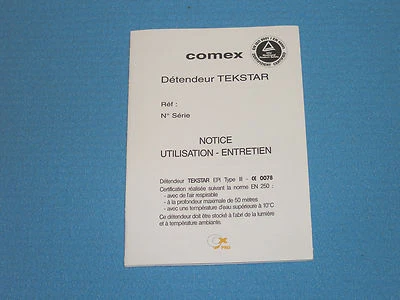 comex
Détendeur TEKSTAR
Réf :
N° Série
NOTICE
UTILISATION - ENTRETIEN
Détendeur TEKSTAR EPI Type III - CE 0078
Certification réalisée suivant la norme EN 250 :
- avec de l'air respirable
- à la profondeur maximale de 50 mètres
- avec une température d'eau supérieure à 10°C
Ce détendeur doit être stocké à l'abri de la lumière
et à température ambiante.
PRO